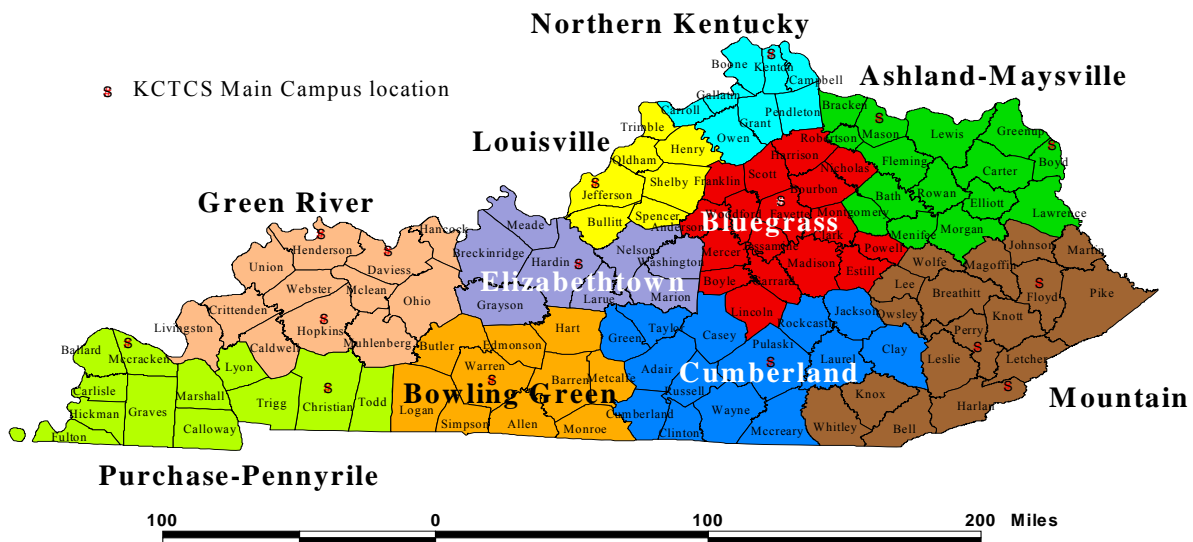 Northern Kentucky
Boone
Kenton
Campbell
Ashland-Maysville
S KCTCS Main Campus location
Gallatin
Carroll
Grant
Pendleton
Bracken
Mason
Lewis
Greenup
Trimble
Owen
Robertson
Boyd
Louisville
Henry
Harrison
Fleming
Carter
Oldham
Nicholas
Scott
Shelby
Franklin
Bourbon
Bath
Rowan
Elliott
Jefferson
Green River
Woodford
Fayette
Montgomery
Lawrence
Bullitt
Spencer
Anderson
Bluegrass
Clark
Menifee
Morgan
Hancock
Meade
Henderson
Breckinridge
Nelson
Mercer
Powell
Johnson
Martin
Union
Daviess
Hardin
Washington
Madison
Estill
Wolfe
Magoffin
Webster
Mclean
Elizabethtown
Boyle
Garrard
Lee
Breathitt
Floyd
Pike
Ohio
Grayson
Larue
Marion
Crittenden
Lincoln
Jackson
Owsley
Knott
Livingston
Hopkins
Hart
Taylor
Casey
Rockcastle
Perry
Caldwell
Muhlenberg
Butler
Edmonson
Green
Pulaski
Clay
Leslie
Letcher
Ballard
Mccracken
Lyon
Warren
Adair
Laurel
Carlisle
Marshall
Barren
Metcalfe
Cumberland
Bowling Green
Russell
Knox
Mountain
Trigg
Christian
Todd
Hickman
Graves
Logan
Cumberland
Wayne
Harlan
Calloway
Simpson
Allen
Monroe
Clinton
Mccreary
Whitley
Bell
Fulton
Purchase-Pennyrile
100 0 100 200 Miles